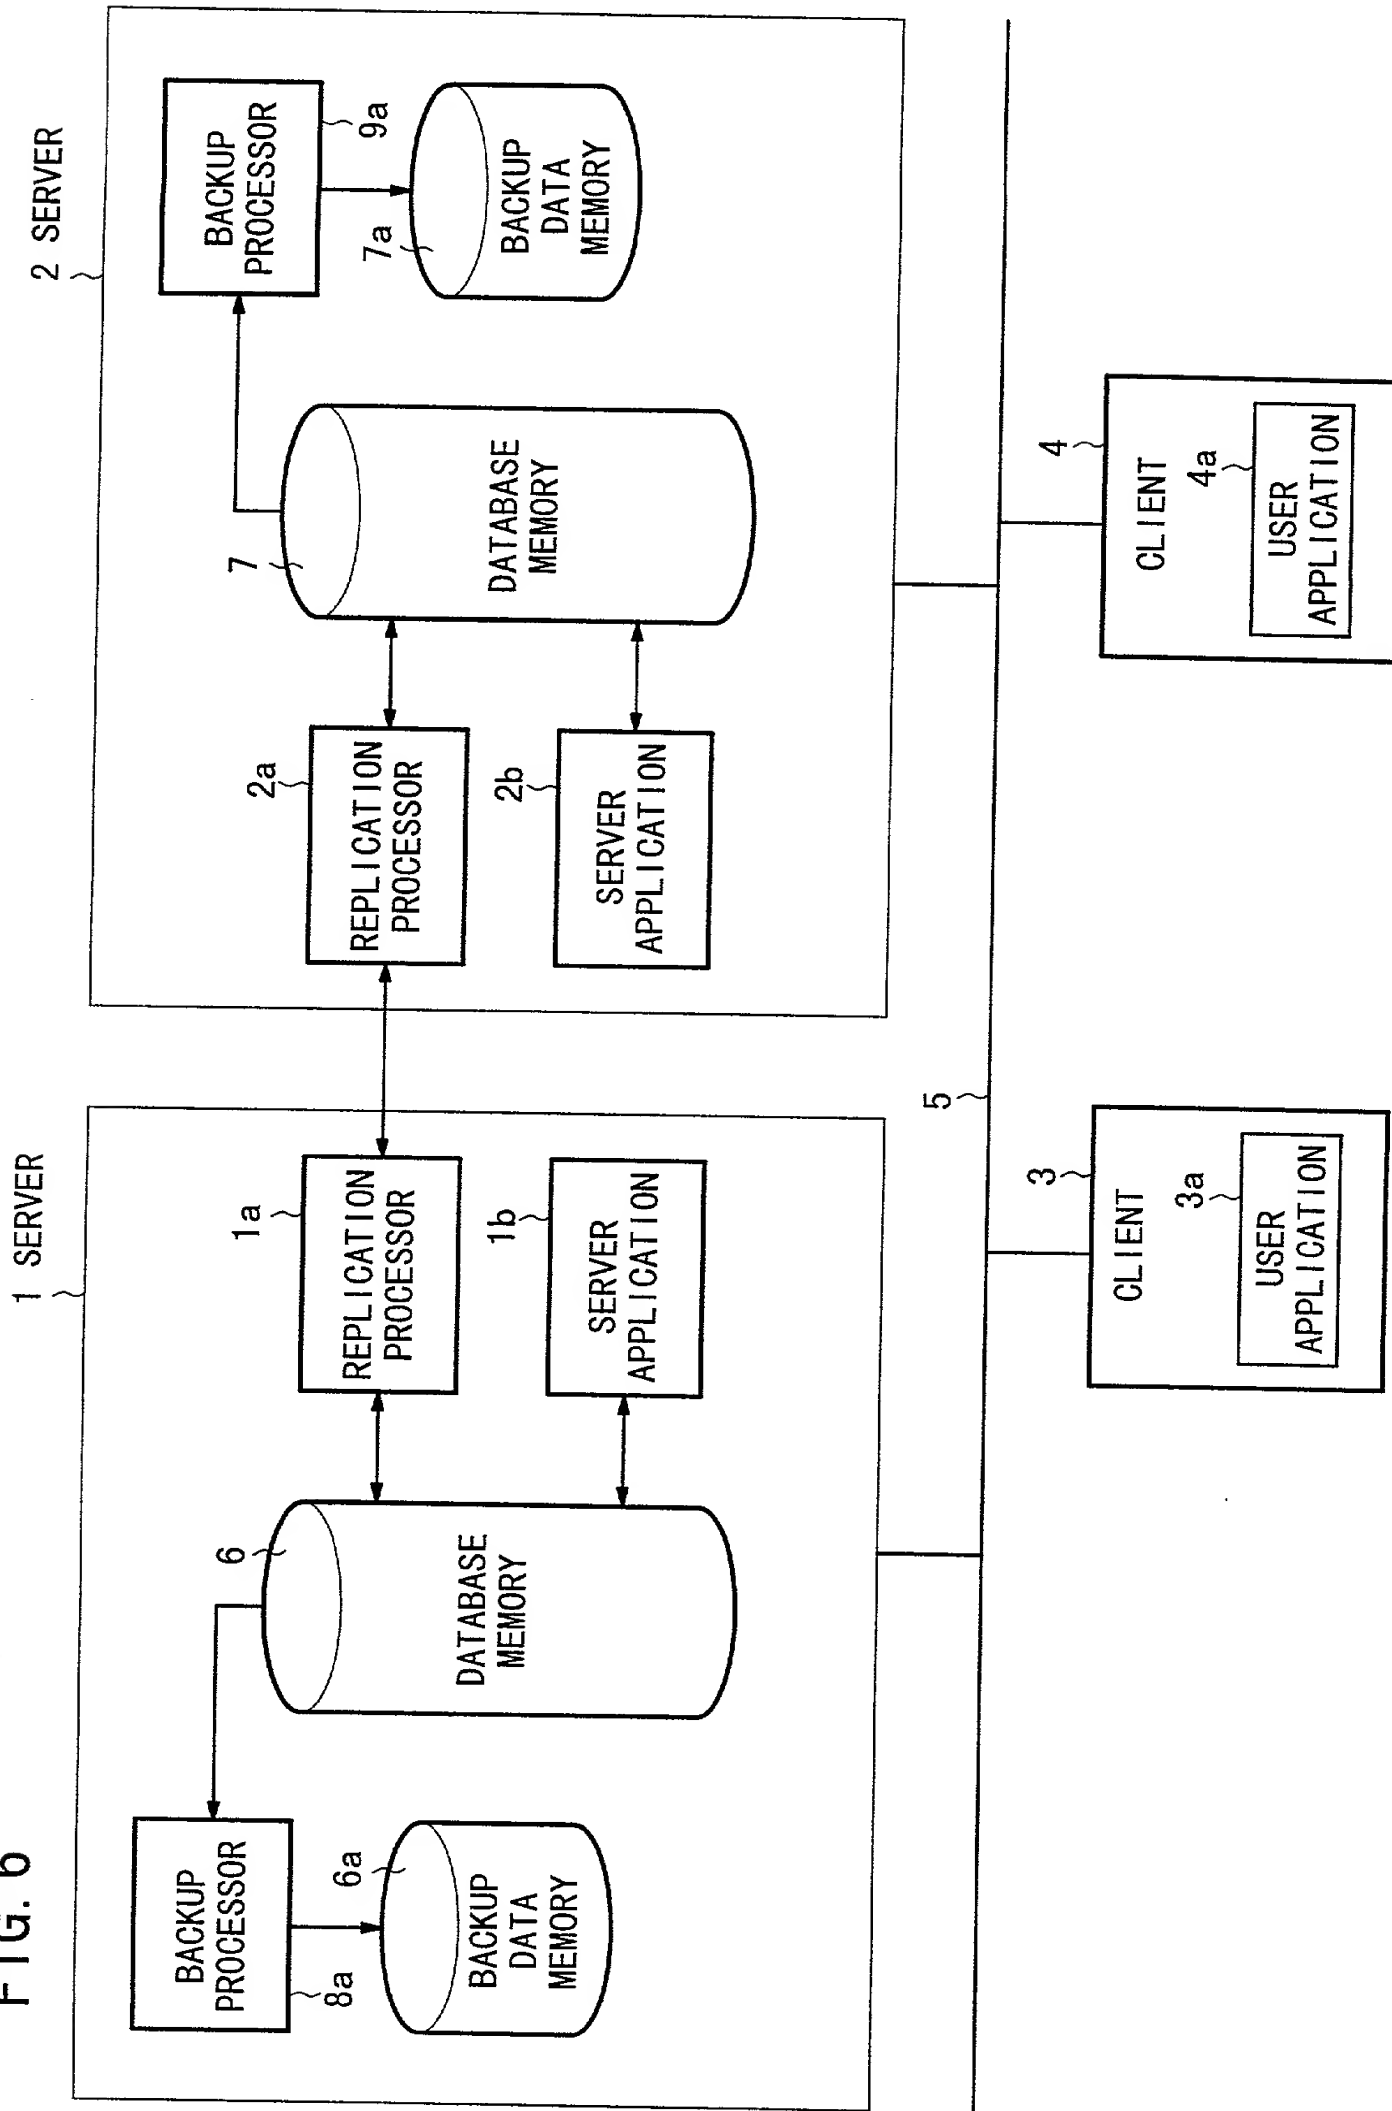 FIG. 6
1 SERVER
BACKUP
PROCESSOR
8a
6a
BACKUP
DATA
MEMORY
6
DATABASE
MEMORY
1a
REPLICATION
PROCESSOR
1b
SERVER
APPLICATION
2 SERVER
2a
REPLICATION
PROCESSOR
2b
SERVER
APPLICATION
7
DATABASE
MEMORY
BACKUP
PROCESSOR
9a
7a
BACKUP
DATA
MEMORY
5
3
CLIENT
3a
USER
APPLICATION
4
CLIENT
4a
USER
APPLICATION